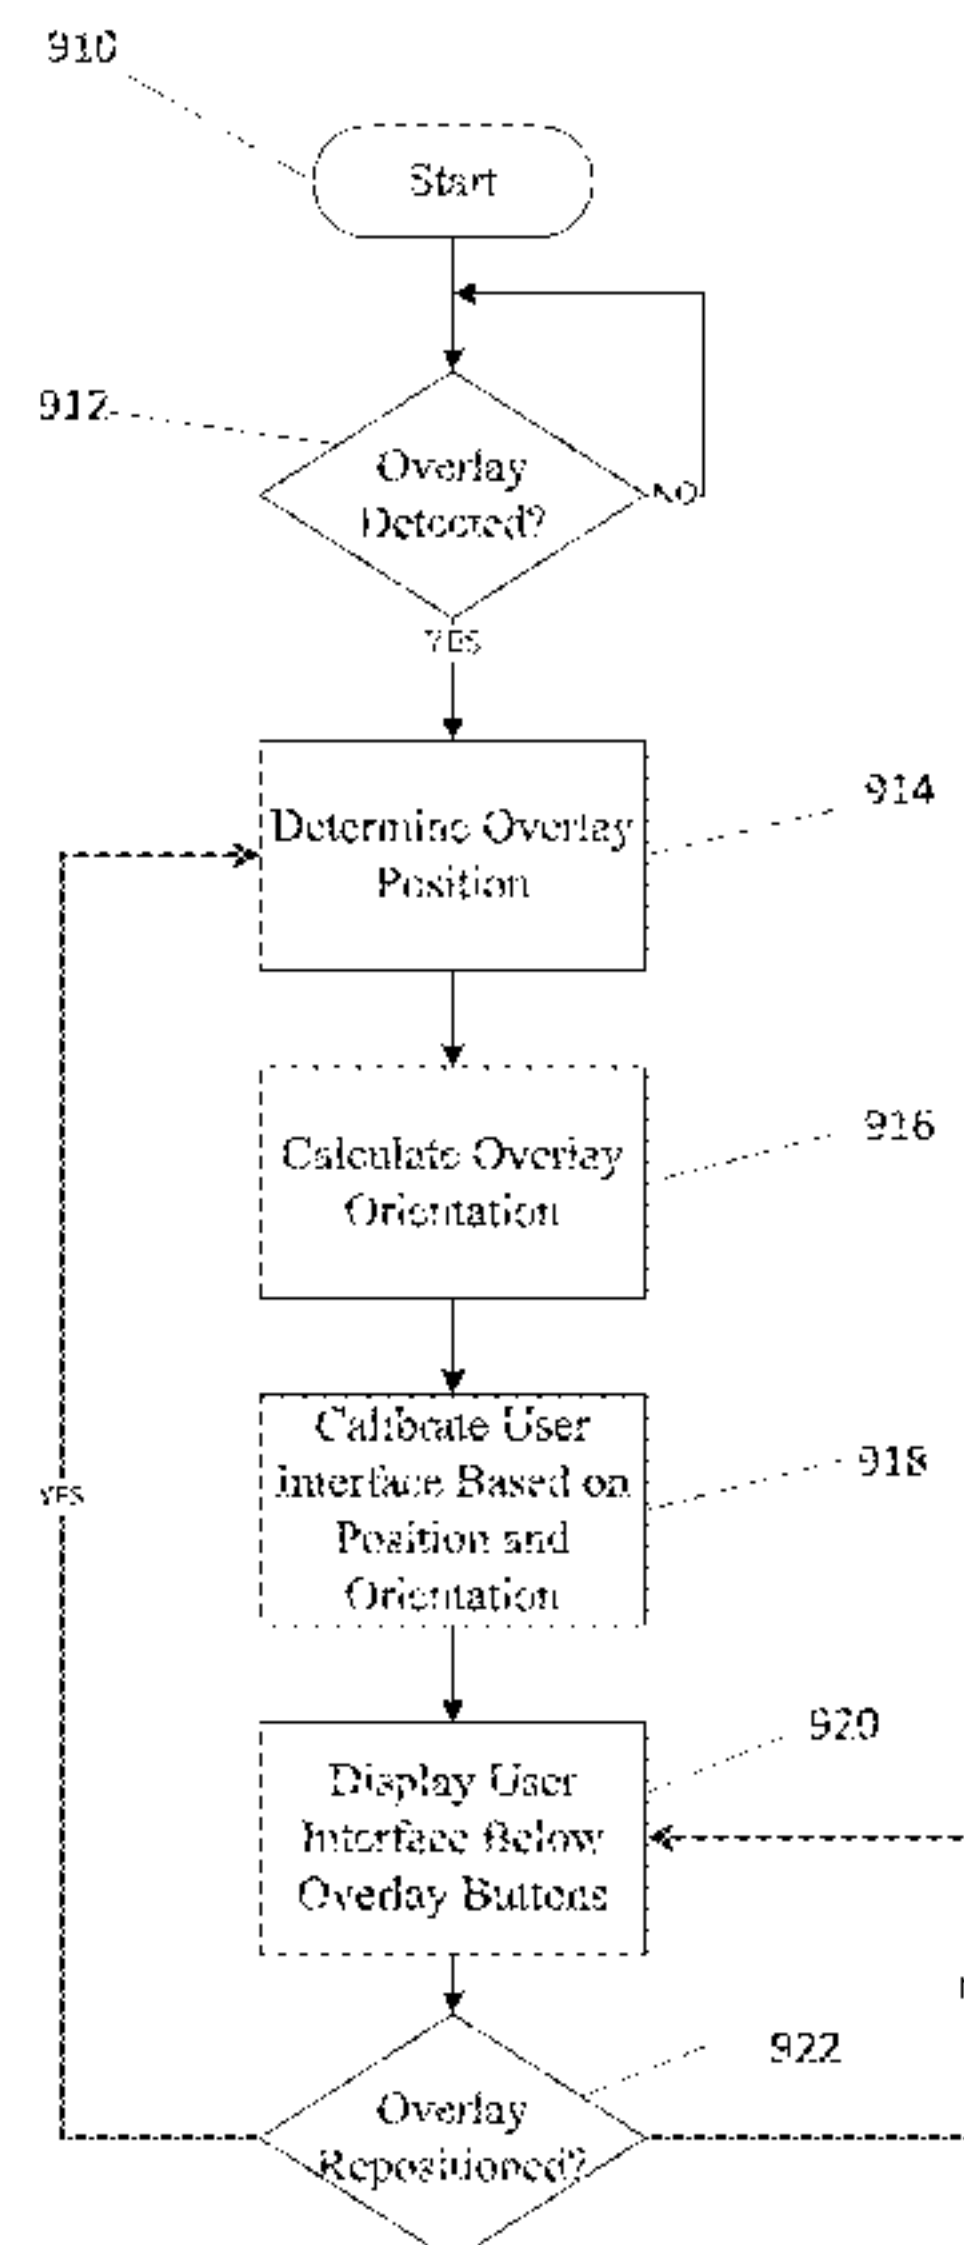 910
Start
912
Overlay
Detected?
NO
YES
914
Determine Overlay
Position
916
Calculate Overlay
Orientation
918
Calibrate User
Interface Based on
Position and
Orientation
YES
920
Display User
Interface Below
Overlay Buttons
922
Overlay
Repositioned?